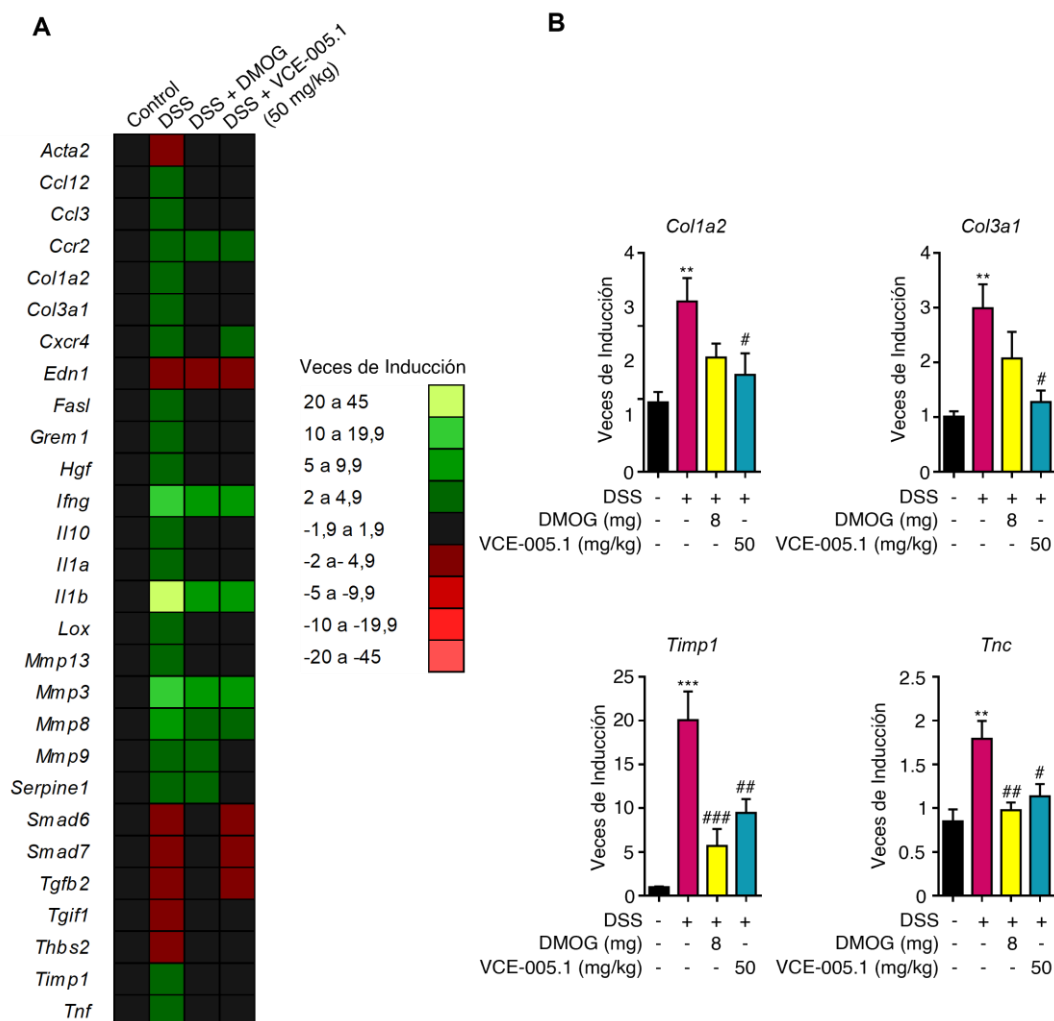 A
Control
DSS
DSS + DMOG
DSS + VCE-005.1
(50 mg/kg)
Acta2
Ccl12
Ccl3
Ccr2
Col1a2
Col3a1
Cxcr4
Edn1
Fasl
Grem1
Hgf
Ifng
Il10
Il1a
Il1b
Lox
Mmp13
Mmp3
Mmp8
Mmp9
Serpine1
Smad6
Smad7
Tgfb2
Tgif1
Thbs2
Timp1
Tnf
Veces de Inducción
20 a 45
10 a 19,9
5 a 9,9
2 a 4,9
-1,9 a 1,9
-2 a- 4,9
-5 a -9,9
-10 a -19,9
-20 a -45
B
Col1a2
Veces de Inducción
4
3
2
1
0
**
#
DSS - + + +
DMOG (mg) - - 8 -
VCE-005.1 (mg/kg) - - - 50
Col3a1
Veces de Inducción
4
3
2
1
0
**
#
DSS - + + +
DMOG (mg) - - 8 -
VCE-005.1 (mg/kg) - - - 50
Timp1
Veces de Inducción
25
20
15
10
5
0
***
###
##
DSS - + + +
DMOG (mg) - - 8 -
VCE-005.1 (mg/kg) - - - 50
Tnc
Veces de Inducción
2.5
2
1.5
1
0.5
0
**
##
#
DSS - + + +
DMOG (mg) - - 8 -
VCE-005.1 (mg/kg) - - - 50